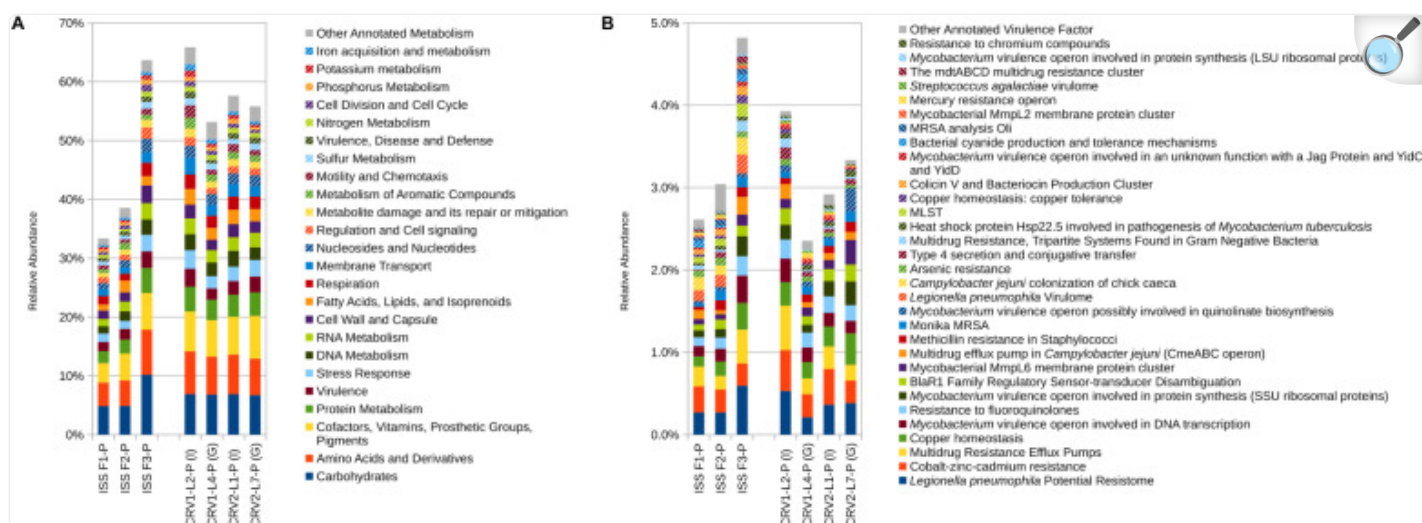 A
70%
60%
50%
40%
30%
20%
10%
0%
Relative Abundance
ISS F1-P
ISS F2-P
ISS F3-P
CRV1-L2-P (I)
CRV1-L4-P (G)
CRV2-L1-P (I)
CRV2-L7-P (G)
Other Annotated Metabolism
Iron acquisition and metabolism
Potassium metabolism
Phosphorus Metabolism
Cell Division and Cell Cycle
Nitrogen Metabolism
Virulence, Disease and Defense
Sulfur Metabolism
Motility and Chemotaxis
Metabolism of Aromatic Compounds
Metabolite damage and its repair or mitigation
Regulation and Cell signaling
Nucleosides and Nucleotides
Membrane Transport
Respiration
Fatty Acids, Lipids, and Isoprenoids
Cell Wall and Capsule
RNA Metabolism
DNA Metabolism
Stress Response
Virulence
Protein Metabolism
Cofactors, Vitamins, Prosthetic Groups,
Pigments
Amino Acids and Derivatives
Carbohydrates
B
5.0%
4.0%
3.0%
2.0%
1.0%
0.0%
Relative Abundance
ISS F1-P
ISS F2-P
ISS F3-P
CRV1-L2-P (I)
CRV1-L4-P (G)
CRV2-L1-P (I)
CRV2-L7-P (G)
Other Annotated Virulence Factor
Resistance to chromium compounds
Mycobacterium virulence operon involved in protein synthesis (LSU ribosomal proteins)
The mdtABCD multidrug resistance cluster
Streptococcus agalactiae virulome
Mercury resistance operon
Mycobacterial MmpL2 membrane protein cluster
MRSA analysis Oli
Bacterial cyanide production and tolerance mechanisms
Mycobacterium virulence operon involved in an unknown function with a Jag Protein and YidC
and YidD
Colicin V and Bacteriocin Production Cluster
Copper homeostasis: copper tolerance
MLST
Heat shock protein Hsp22.5 involved in pathogenesis of Mycobacterium tuberculosis
Multidrug Resistance, Tripartite Systems Found in Gram Negative Bacteria
Type 4 secretion and conjugative transfer
Arsenic resistance
Campylobacter jejuni colonization of chick caeca
Legionella pneumophila Virulome
Mycobacterium virulence operon possibly involved in quinolinate biosynthesis
Monika MRSA
Methicillin resistance in Staphylococci
Multidrug efflux pump in Campylobacter jejuni (CmeABC operon)
Mycobacterial MmpL6 membrane protein cluster
BlaR1 Family Regulatory Sensor-transducer Disambiguation
Mycobacterium virulence operon involved in protein synthesis (SSU ribosomal proteins)
Resistance to fluoroquinolones
Mycobacterium virulence operon involved in DNA transcription
Copper homeostasis
Multidrug Resistance Efflux Pumps
Cobalt-zinc-cadmium resistance
Legionella pneumophila Potential Resistome